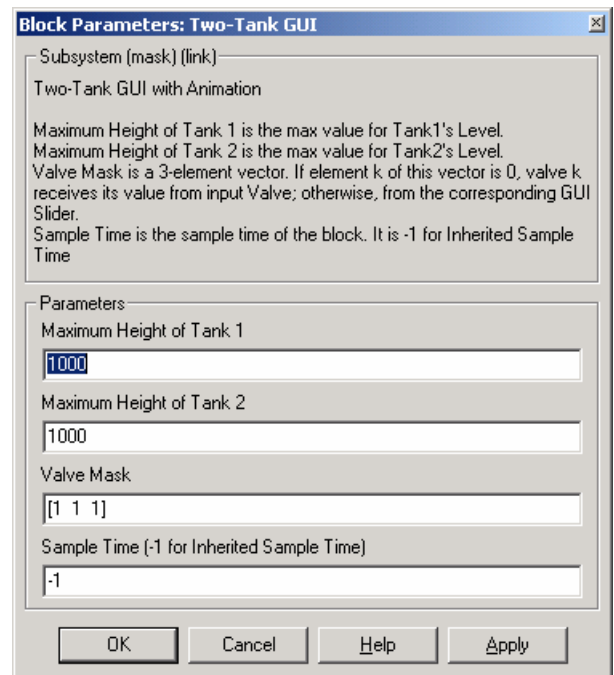 Block Parameters: Two-Tank GUI
Subsystem (mask) (link)
Two-Tank GUI with Animation
Maximum Height of Tank 1 is the max value for Tank1's Level.
Maximum Height of Tank 2 is the max value for Tank2's Level.
Valve Mask is a 3-element vector. If element k of this vector is 0, valve k
receives its value from input Valve; otherwise, from the corresponding GUI
Slider.
Sample Time is the sample time of the block. It is -1 for Inherited Sample
Time
Parameters
Maximum Height of Tank 1
1000
Maximum Height of Tank 2
1000
Valve Mask
[1 1 1]
Sample Time (-1 for Inherited Sample Time)
-1
OK Cancel Help Apply